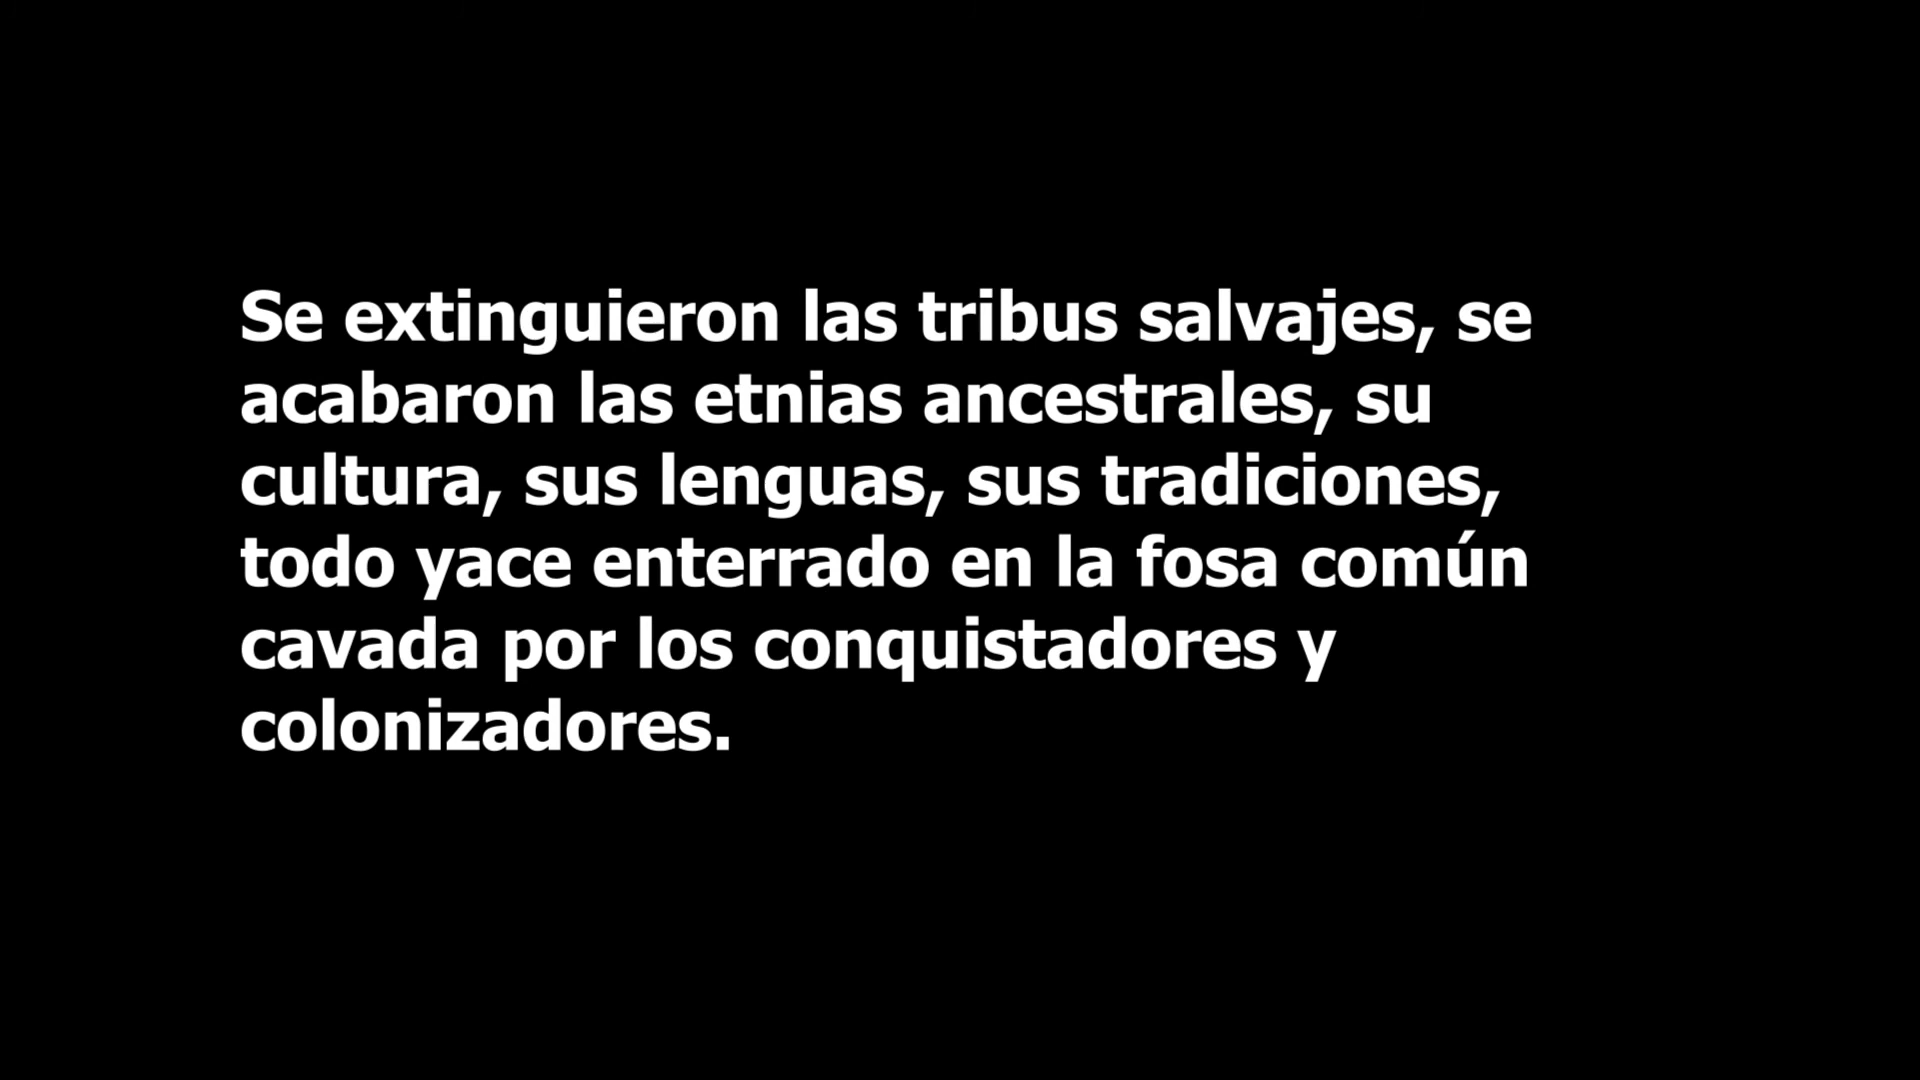 Se extinguieron las tribus salvajes, se
acabaron las etnias ancestrales, su
cultura, sus lenguas, sus tradiciones,
todo yace enterrado en la fosa común
cavada por los conquistadores y
colonizadores.